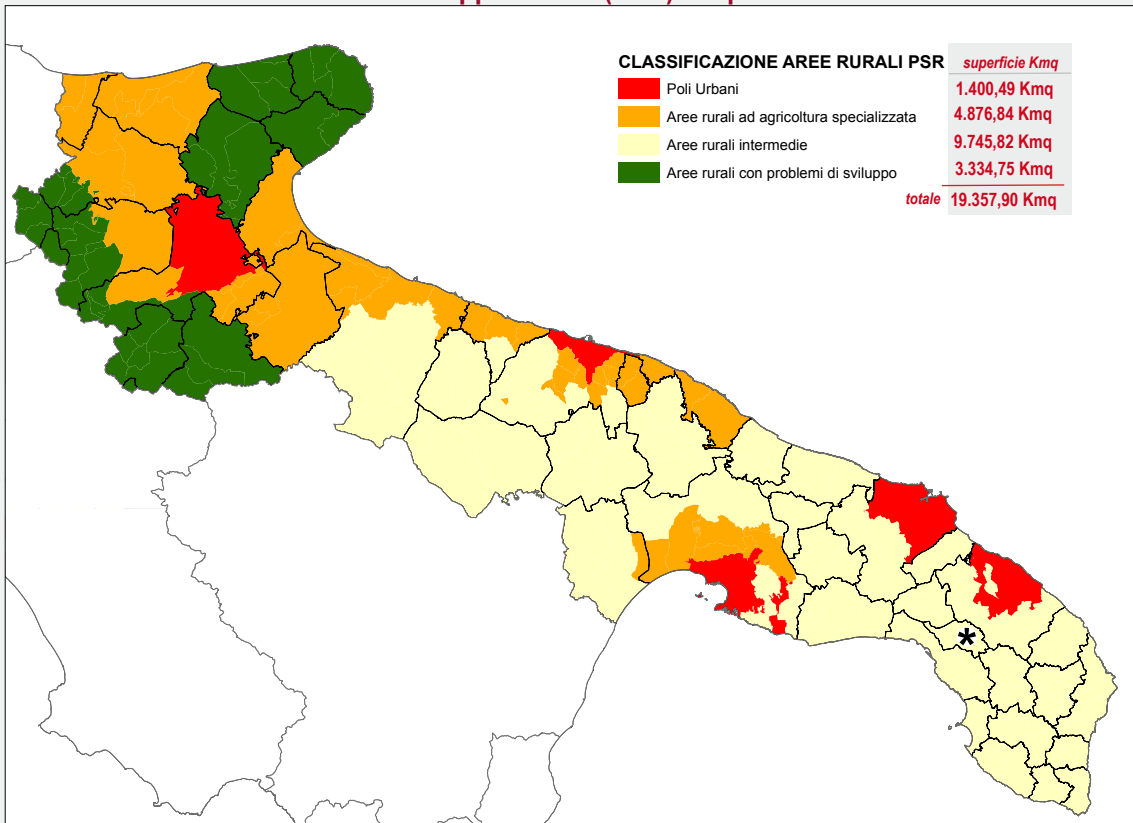 CLASSIFICAZIONE AREE RURALI PSR superficie Kmq
Poli Urbani 1.400,49 Kmq
Aree rurali ad agricoltura specializzata 4.876,84 Kmq
Aree rurali intermedie 9.745,82 Kmq
Aree rurali con problemi di sviluppo 3.334,75 Kmq
totale 19.357,90 Kmq
*